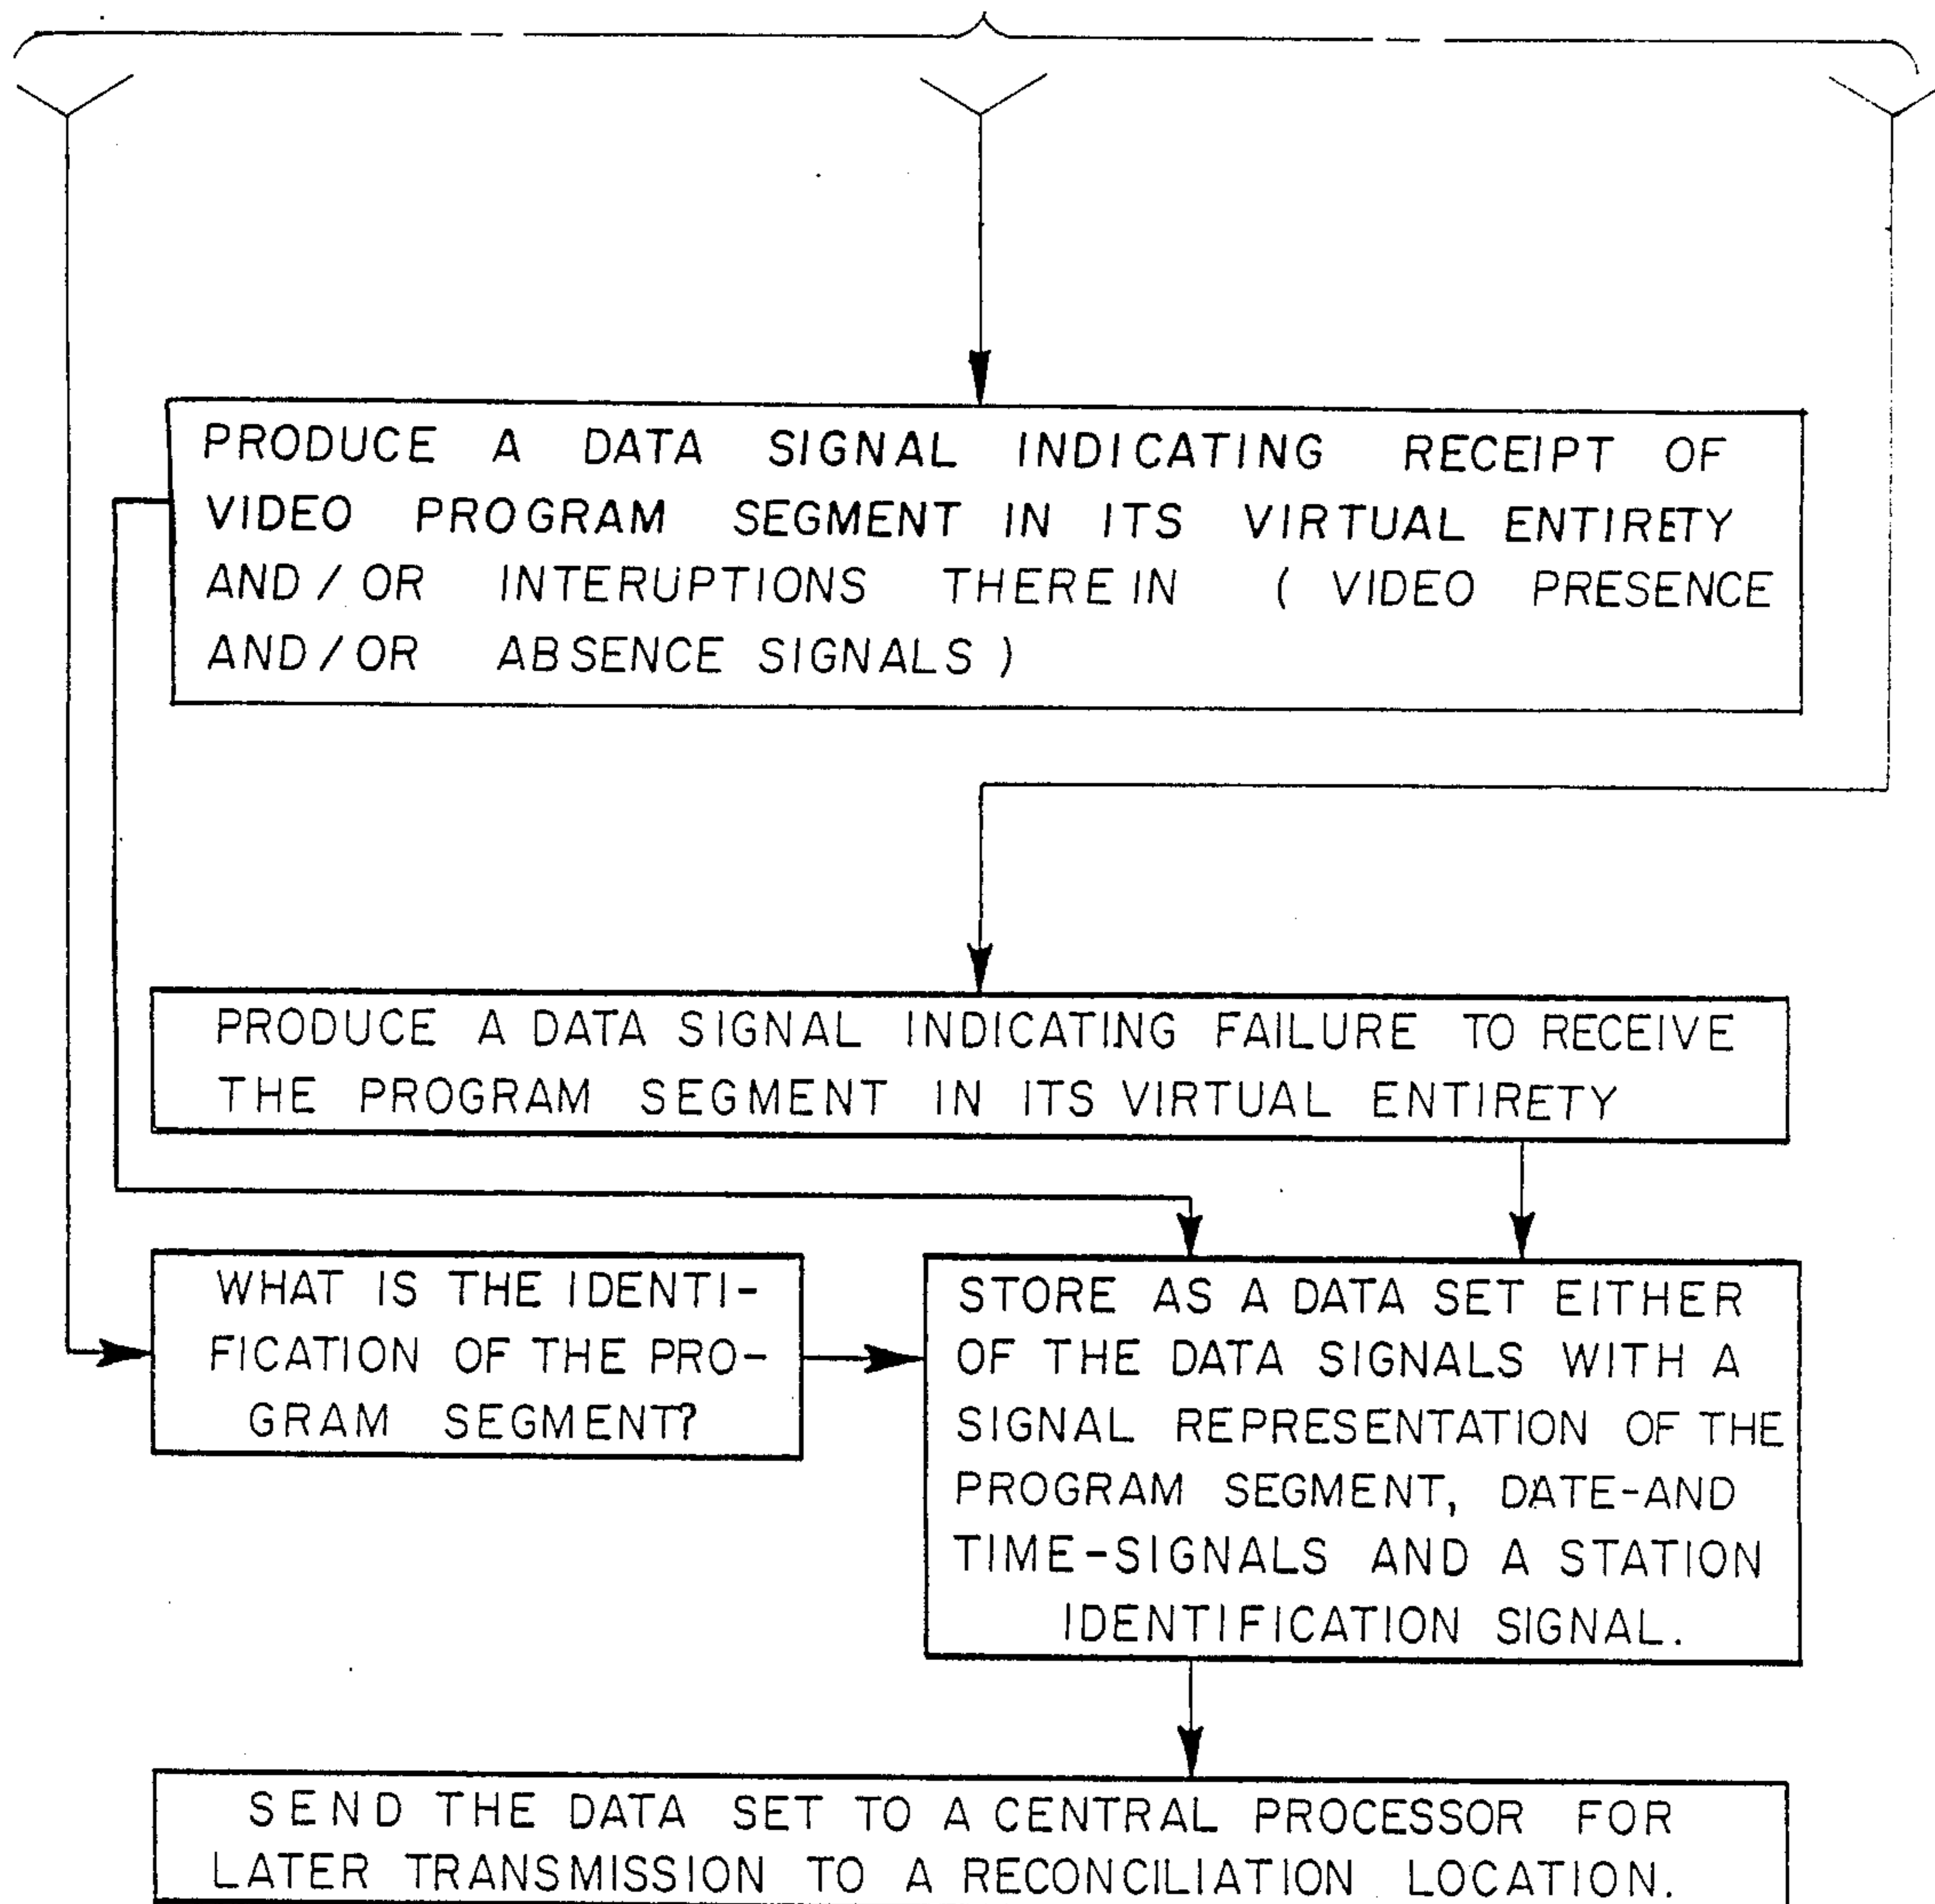 PRODUCE A DATA SIGNAL INDICATING RECEIPT OF
VIDEO PROGRAM SEGMENT IN ITS VIRTUAL ENTIRETY
AND/OR INTERUPTIONS THEREIN (VIDEO PRESENCE
AND/OR ABSENCE SIGNALS)
PRODUCE A DATA SIGNAL INDICATING FAILURE TO RECEIVE
THE PROGRAM SEGMENT IN ITS VIRTUAL ENTIRETY
WHAT IS THE IDENTI-
FICATION OF THE PRO-
GRAM SEGMENT?
STORE AS A DATA SET EITHER
OF THE DATA SIGNALS WITH A
SIGNAL REPRESENTATION OF THE
PROGRAM SEGMENT, DATE-AND
TIME-SIGNALS AND A STATION
IDENTIFICATION SIGNAL.
SEND THE DATA SET TO A CENTRAL PROCESSOR FOR
LATER TRANSMISSION TO A RECONCILIATION LOCATION.